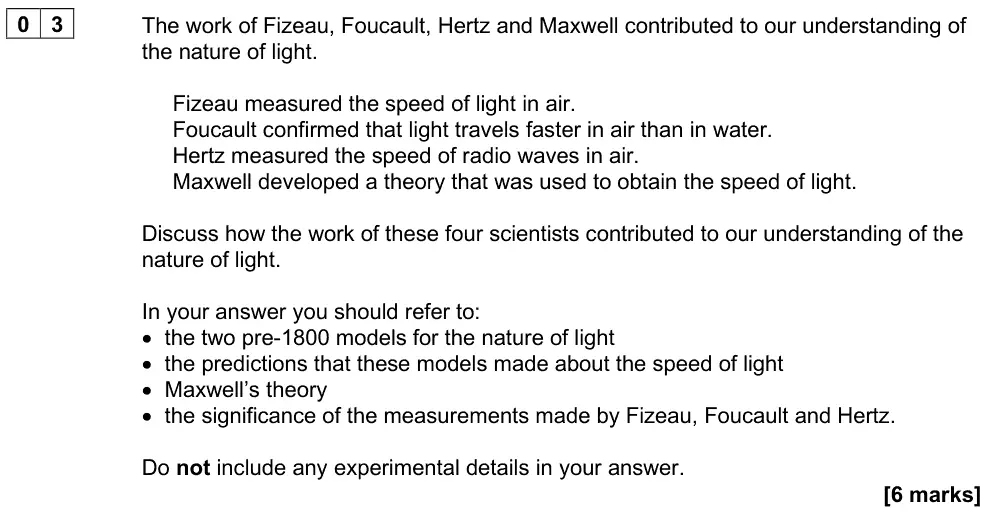 0 3 The work of Fizeau, Foucault, Hertz and Maxwell contributed to our understanding of
the nature of light.
Fizeau measured the speed of light in air.
Foucault confirmed that light travels faster in air than in water.
Hertz measured the speed of radio waves in air.
Maxwell developed a theory that was used to obtain the speed of light.
Discuss how the work of these four scientists contributed to our understanding of the
nature of light.
In your answer you should refer to:
• the two pre-1800 models for the nature of light
• the predictions that these models made about the speed of light
• Maxwell’s theory
• the significance of the measurements made by Fizeau, Foucault and Hertz.
Do not include any experimental details in your answer.
[6 marks]